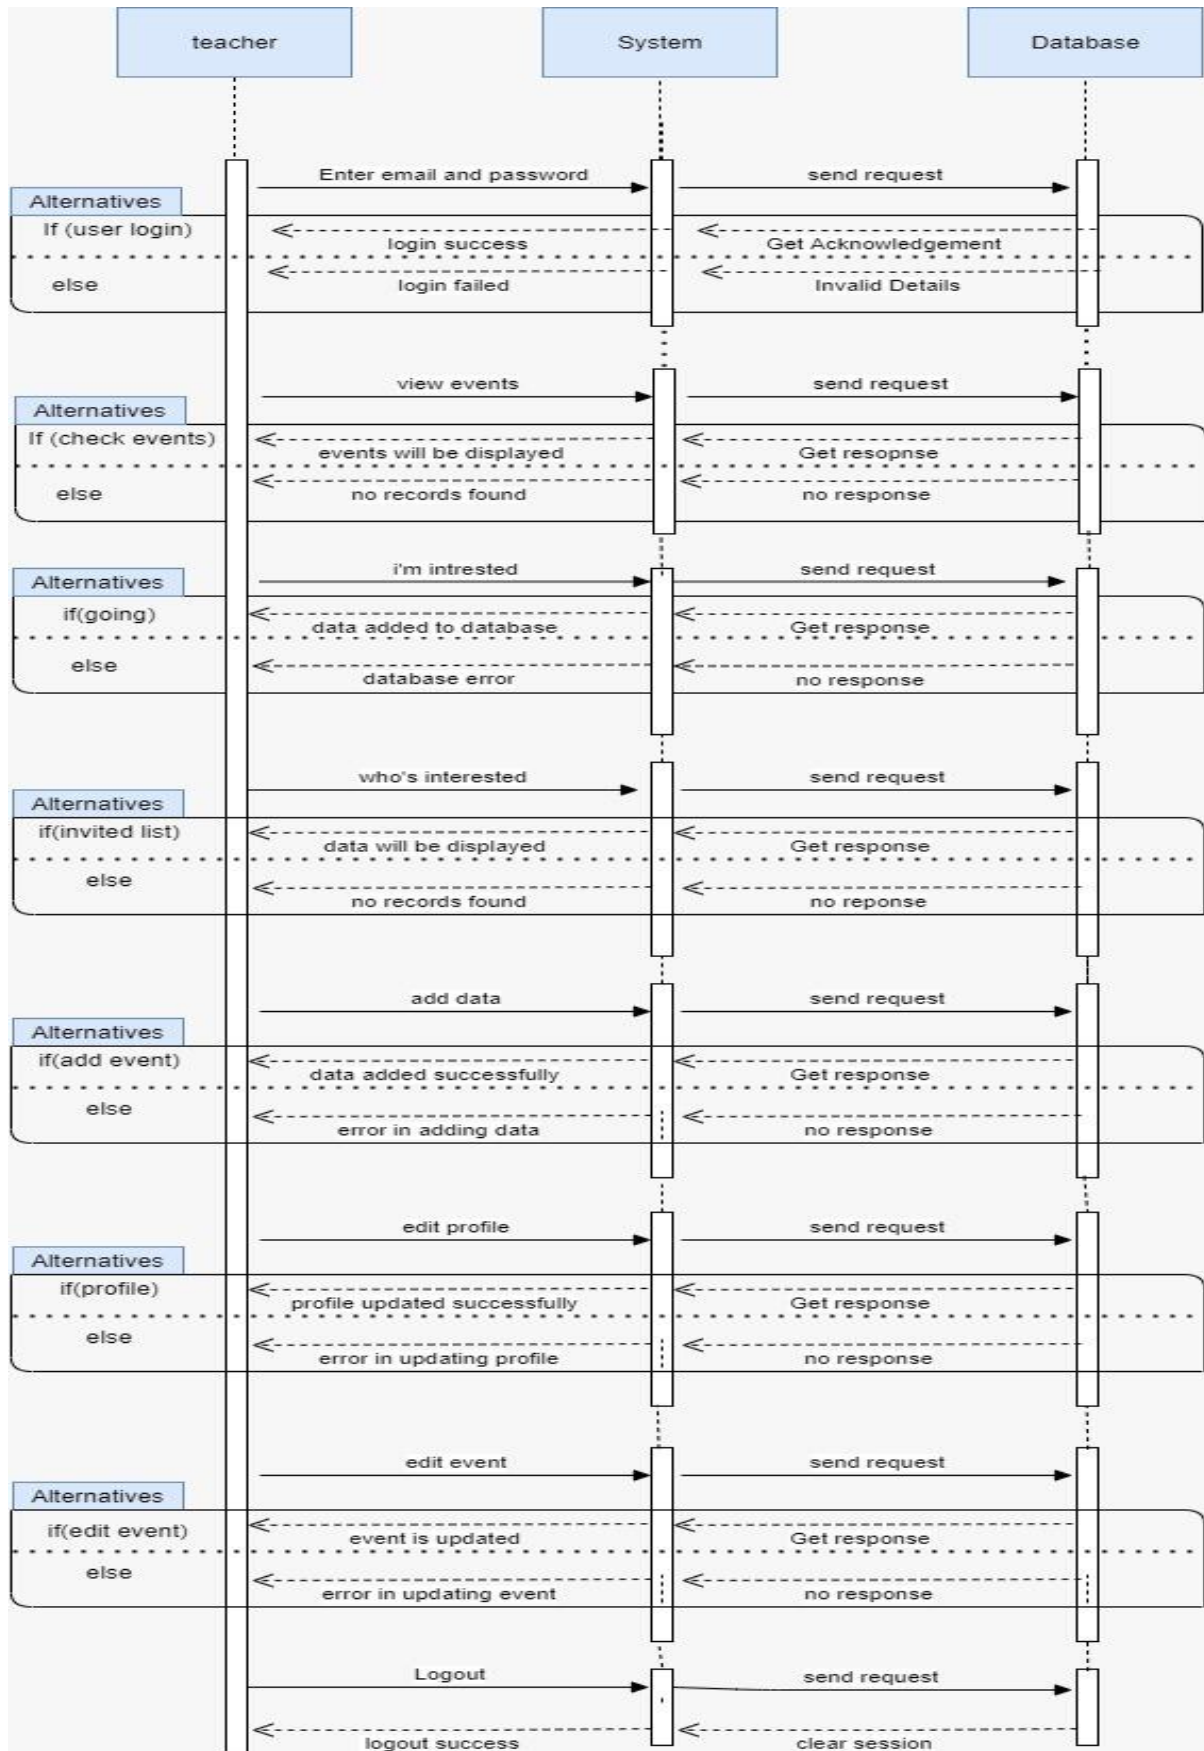 teacher
System
Database
Enter email and password
send request
Alternatives
If (user login)
login success
Get Acknowledgement
else
login failed
Invalid Details
view events
send request
Alternatives
If (check events)
events will be displayed
Get resopnse
else
no records found
no response
i'm intrested
send request
Alternatives
if(going)
data added to database
Get response
else
database error
no response
who's interested
send request
Alternatives
if(invited list)
data will be displayed
Get response
else
no records found
no reponse
add data
send request
Alternatives
if(add event)
data added successfully
Get response
else
error in adding data
no response
edit profile
send request
Alternatives
if(profile)
profile updated successfully
Get response
else
error in updating profile
no response
edit event
send request
Alternatives
if(edit event)
event is updated
Get response
else
error in updating event
no response
Logout
send request
logout success
clear session